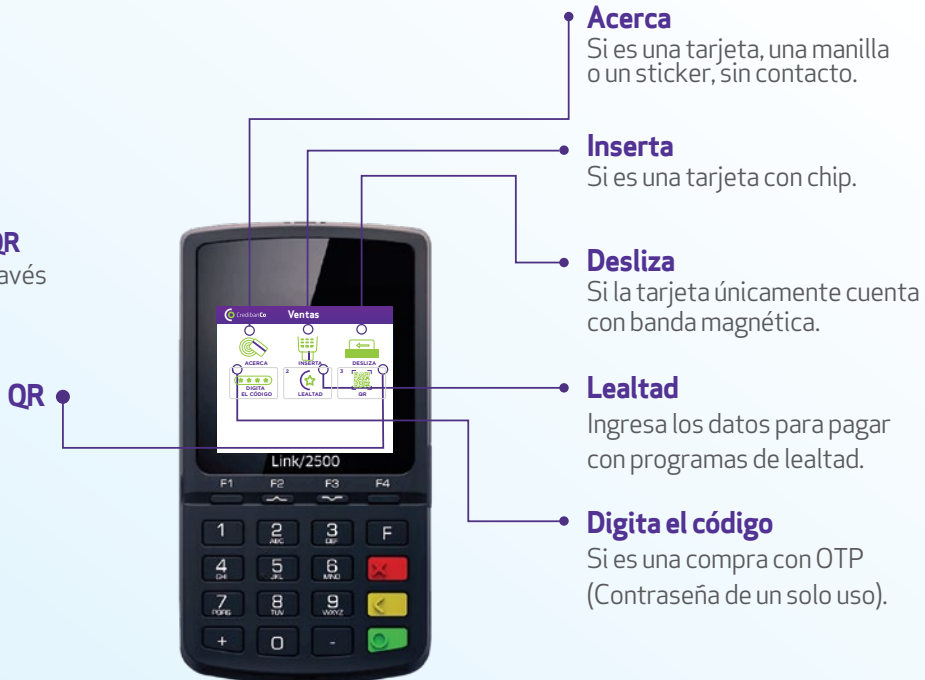 Acerca
Si es una tarjeta, una manilla
o un sticker, sin contacto.
Inserta
Si es una tarjeta con chip.
Desliza
Si la tarjeta únicamente cuenta
con banda magnética.
Lealtad
Ingresa los datos para pagar
con programas de lealtad.
Digita el código
Si es una compra con OTP
(Contraseña de un solo uso).
QR
avés
QR
CredibanCo
Ventas
ACERCA
INSERTA
DESLIZA
DIGITA
EL CÓDIGO
2
LEALTAD
3
QR
Link/2500
F1 F2 F3 F4
1 2 ABC 3 DEF F
4 GHI 5 JKL 6 MNO
7 PQRS 8 TUV 9 WXYZ
+ 0 -